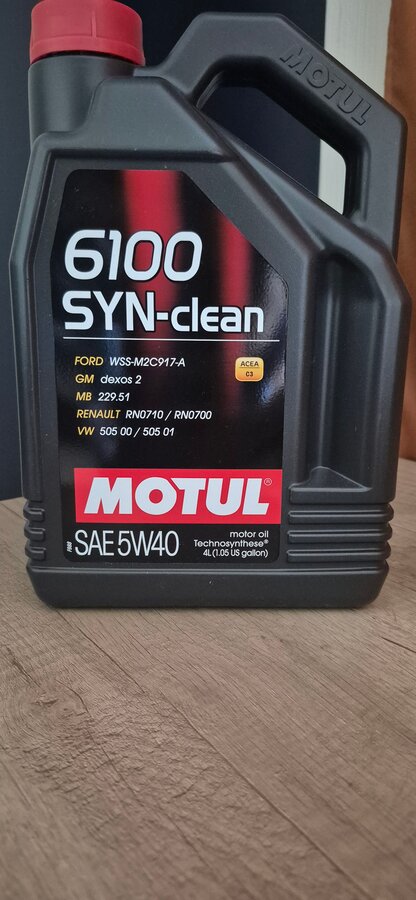 MOTUL
6100
SYN-clean
FORD WSS-M2C917-A
GM dexos 2
MB 229.51
RENAULT RN0710 / RN0700
VW 505 00 / 505 01
ACEA
C3
MOTUL®
SAE 5W40
motor oil
Technosynthese®
4L (1.05 US gallon)